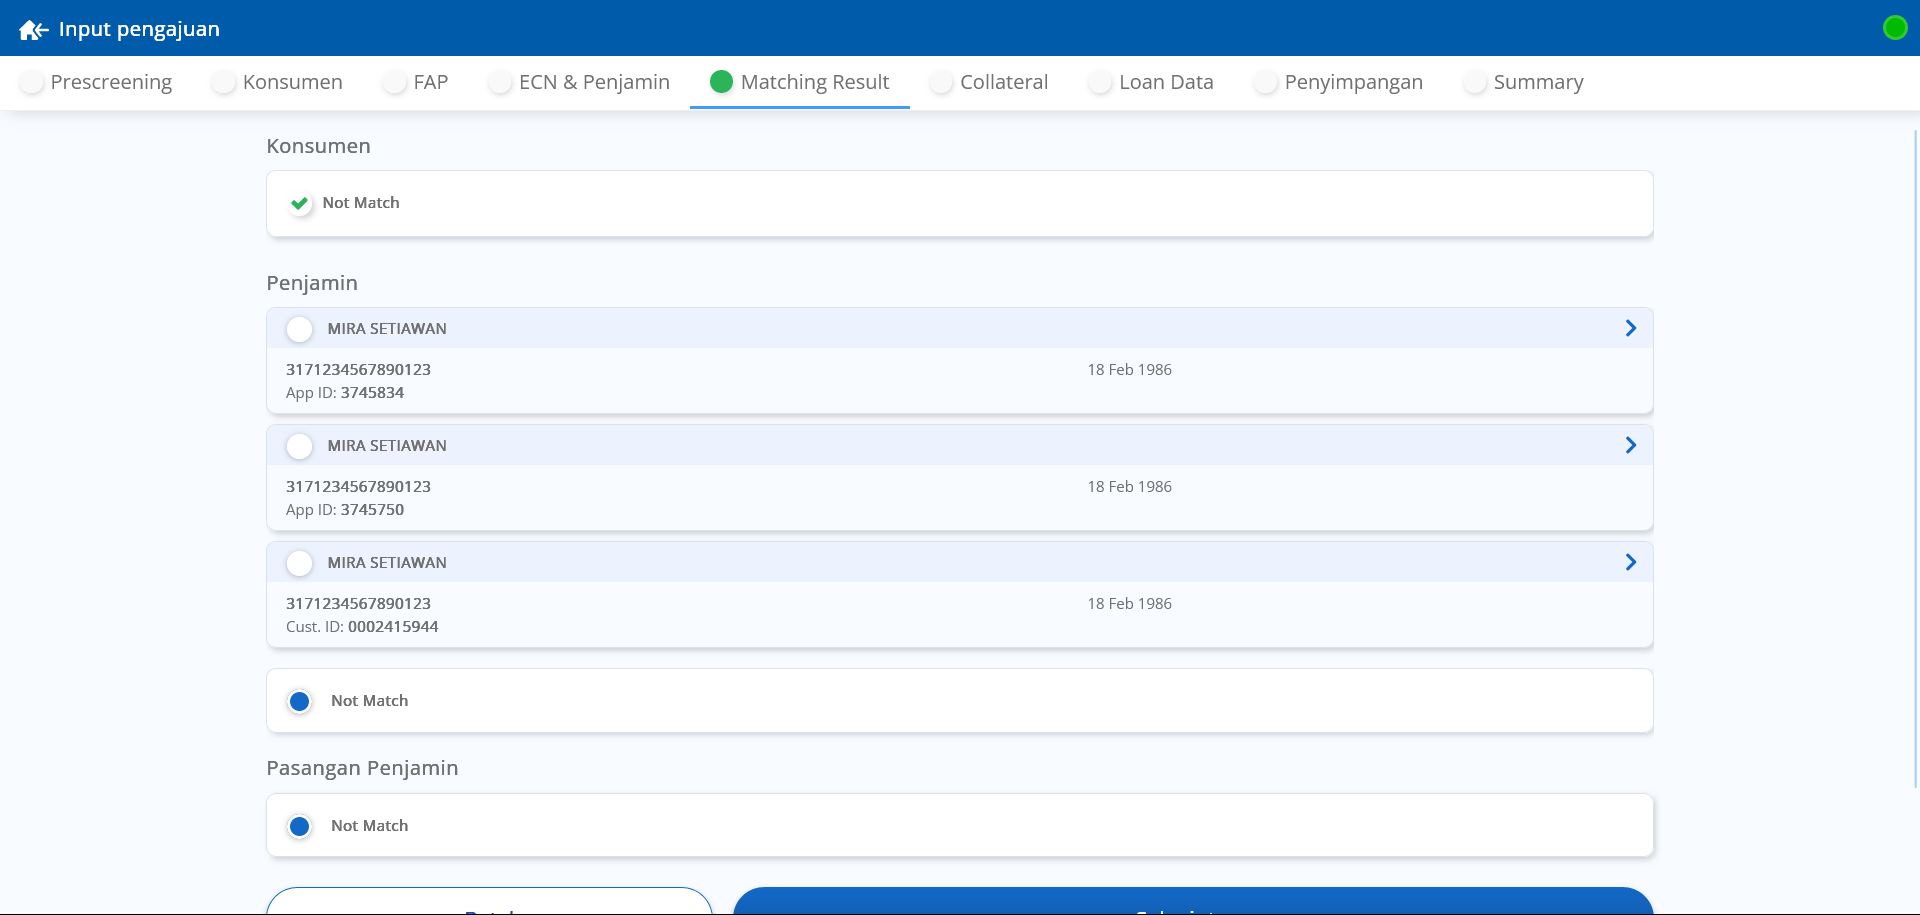 Input pengajuan
Prescreening Konsumen FAP ECN & Penjamin Matching Result Collateral Loan Data Penyimpangan Summary
Konsumen
Not Match
Penjamin
MIRA SETIAWAN
3171234567890123 18 Feb 1986
App ID: 3745834
MIRA SETIAWAN
3171234567890123 18 Feb 1986
App ID: 3745750
MIRA SETIAWAN
3171234567890123 18 Feb 1986
Cust. ID: 0002415944
Not Match
Pasangan Penjamin
Not Match